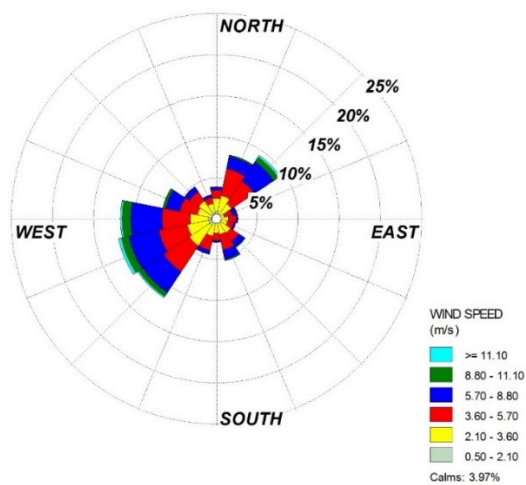 NORTH
25%
20%
15%
10%
5%
WEST
EAST
SOUTH
WIND SPEED
(m/s)
>= 11.10
8.80 - 11.10
5.70 - 8.80
3.60 - 5.70
2.10 - 3.60
0.50 - 2.10
Calms: 3.97%